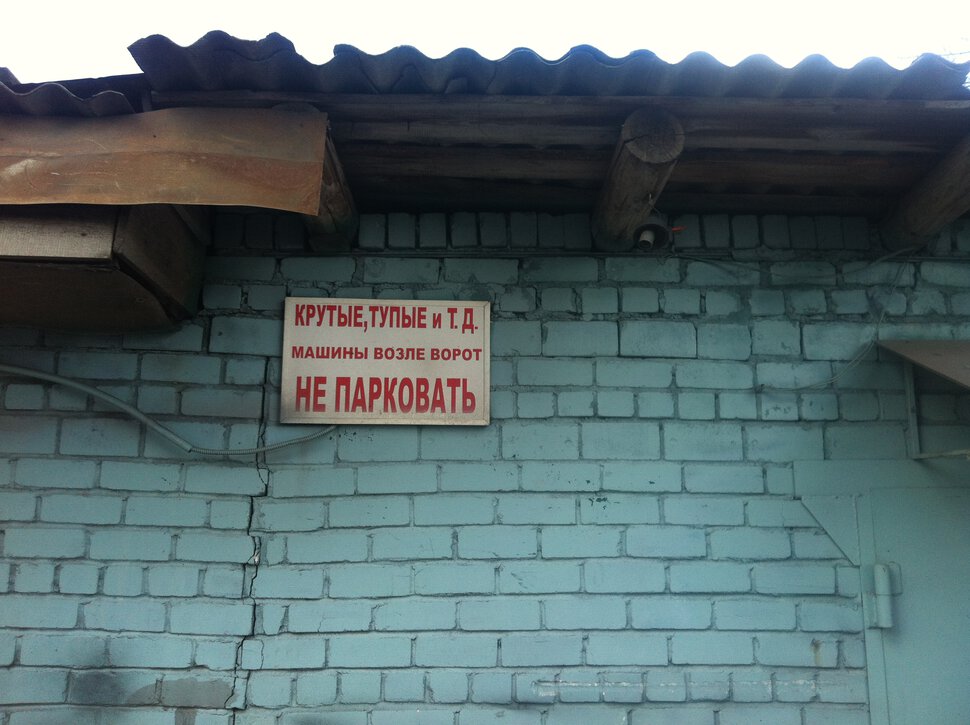 КРУТЫЕ, ТУПЫЕ и Т. Д.
МАШИНЫ ВОЗЛЕ ВОРОТ
НЕ ПАРКОВАТЬ